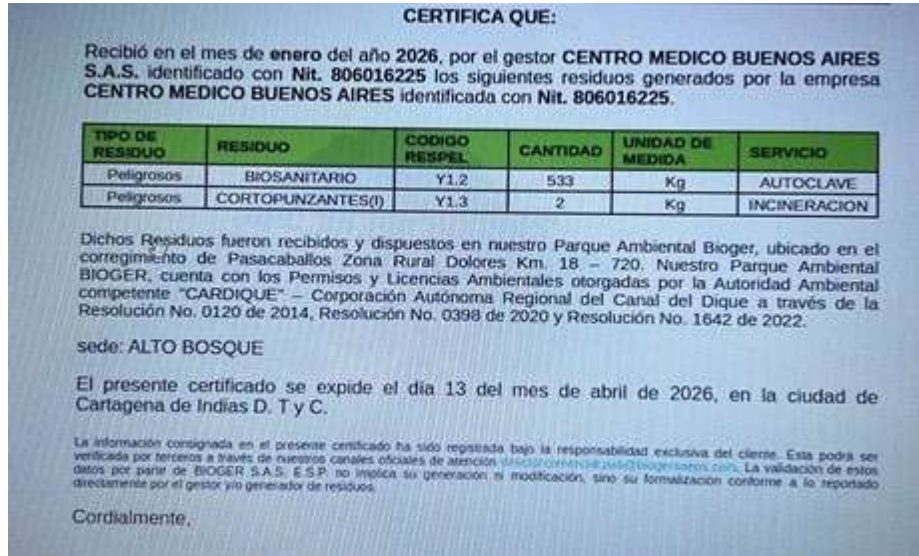 CERTIFICA QUE:
Recibió en el mes de enero del año 2026, por el gestor CENTRO MEDICO BUENOS AIRES
S.A.S. identificado con Nit. 806016225 los siguientes residuos generados por la empresa
CENTRO MEDICO BUENOS AIRES identificada con Nit. 806016225.
TIPO DE RESIDUO RESIDUO CODIGO RESPEL CANTIDAD UNIDAD DE MEDIDA SERVICIO
Peligrosos BIOSANITARIO Y1.2 533 Kg AUTOCLAVE
Peligrosos CORTOPUNZANTES(I) Y1.3 2 Kg INCINERACION
Dichos Residuos fueron recibidos y dispuestos en nuestro Parque Ambiental Bioger, ubicado en el
corregimiento de Pasacaballos Zona Rural Dolores Km. 18 – 720. Nuestro Parque Ambiental
BIOGER, cuenta con los Permisos y Licencias Ambientales otorgadas por la Autoridad Ambiental
competente "CARDIQUE" – Corporación Autónoma Regional del Canal del Dique a través de la
Resolución No. 0120 de 2014, Resolución No. 0398 de 2020 y Resolución No. 1642 de 2022.
sede: ALTO BOSQUE
El presente certificado se expide el día 13 del mes de abril de 2026, en la ciudad de
Cartagena de Indias D. T y C.
La información consignada en el presente certificado ha sido registrada bajo la responsabilidad exclusiva del cliente. Esta podrá ser
verificada por terceros a través de nuestros canales oficiales de atención La validación de estos
datos por parte de BIOGER S.A.S. E.S.P. no implica su generación ni modificación, sino su formalización conforme a lo reportado
directamente por el gestor y/o generador de residuos.
Cordialmente,